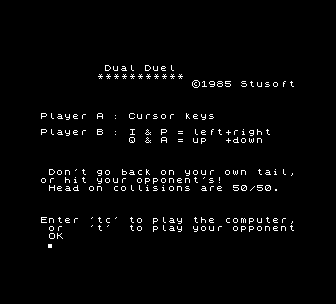 Dual Duel
***********
©1985 Stusoft
Player A : Cursor keys
Player B : I & P = left+right
Q & A = up +down
Don't go back on your own tail,
or hit your opponent's!
Head on collisions are 50/50.
Enter 'tc' to play the computer,
or 't' to play your opponent
OK